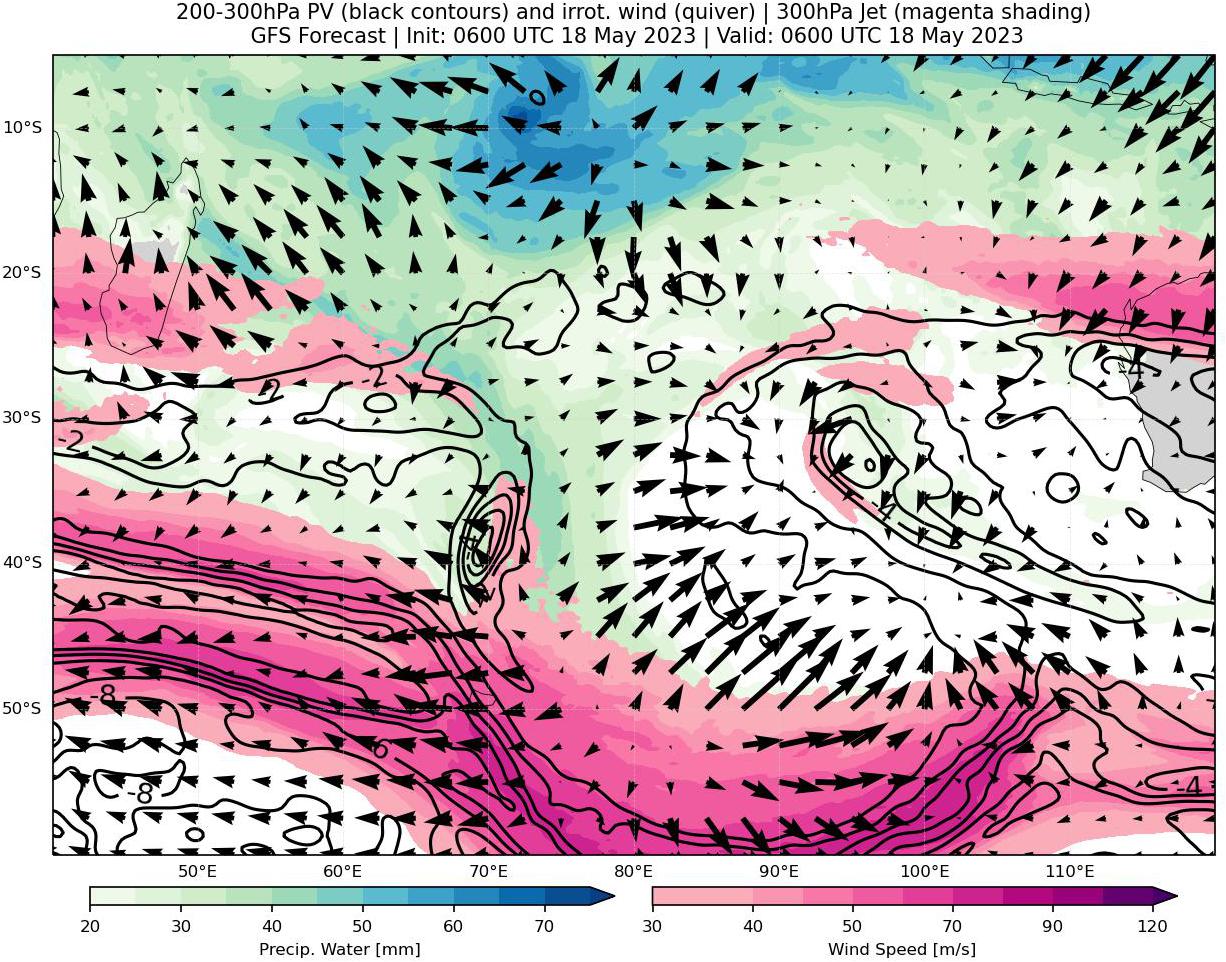 200-300hPa PV (black contours) and irrot. wind (quiver) | 300hPa Jet (magenta shading)
GFS Forecast | Init: 0600 UTC 18 May 2023 | Valid: 0600 UTC 18 May 2023
0
10°S
20°S
0
-2
-2
-4
30°S
-2
-4
40°S
50°S
-8
-6
-8
-4
50°E 60°E 70°E 80°E 90°E 100°E 110°E
20 30 40 50 60 70
30 40 50 70 90 120
Precip. Water [mm]
Wind Speed [m/s]